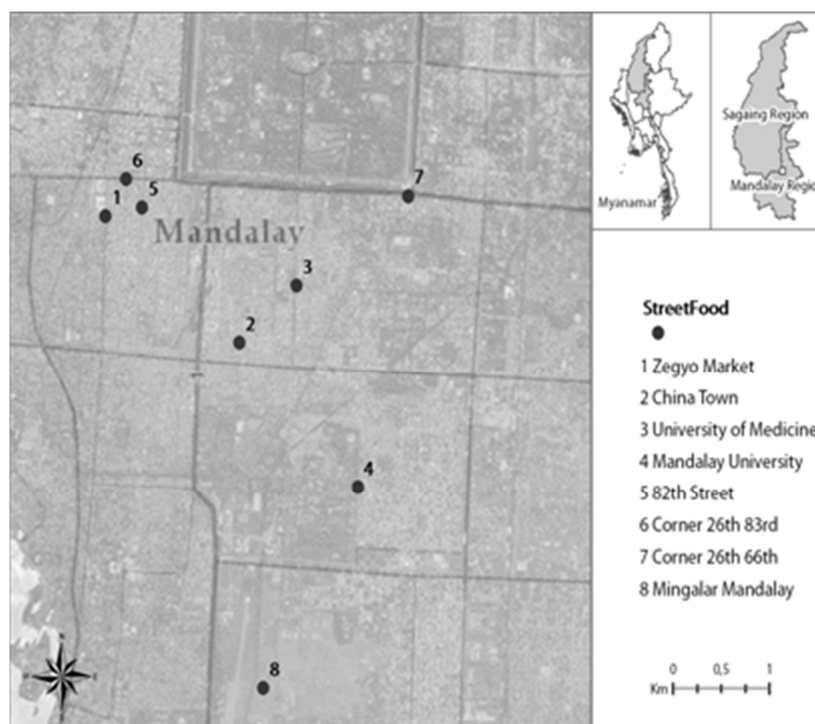 6
5
1
7
Mandalay
3
2
4
8
N
E
Sagaing Region
Mandalay Regio
Myanamar
StreetFood
1 Zegyo Market
2 China Town
3 University of Medicine
4 Mandalay University
5 82th Street
6 Corner 26th 83rd
7 Corner 26th 66th
8 Mingalar Mandalay
0 0,5 1
Km